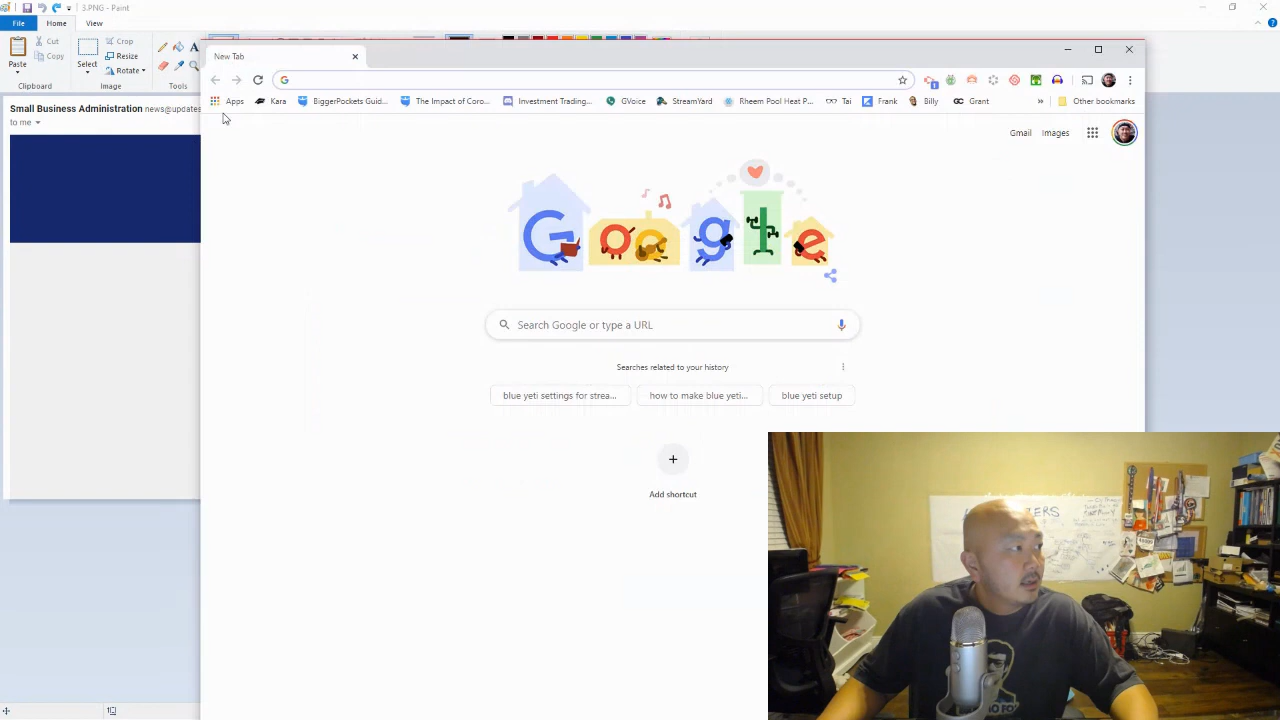 3.PNG - Paint
File
Home
View
Paste
Cut
Copy
Clipboard
Select
Crop
Resize
Rotate
Image
A
Tools
Small Business Administration news@updates
to me
New Tab
G
Apps
Kara
BiggerPockets Guid...
The Impact of Coro...
Investment Trading...
GVoice
StreamYard
Rheem Pool Heat P...
Tai
Frank
Billy
GC Grant
»
Other bookmarks
Gmail
Images
Google
Search Google or type a URL
Searches related to your history
blue yeti settings for strea...
how to make blue yeti...
blue yeti setup
Add shortcut